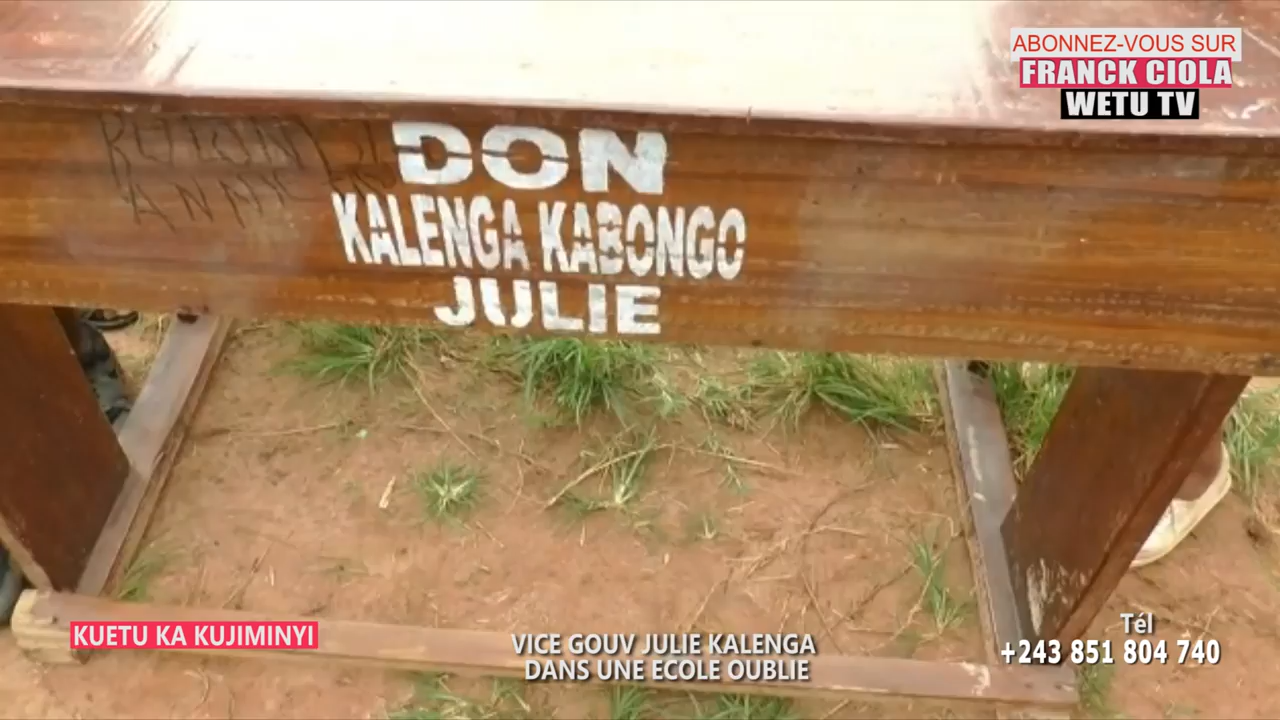 ABONNEZ-VOUS SUR
FRANCK CIOLA
WETU TV
DON
KALENGA KABONGO
JULIE
KUETU KA KUJIMINYI
VICE GOUV JULIE KALENGA
DANS UNE ECOLE OUBLIE
Tél
+243 851 804 740